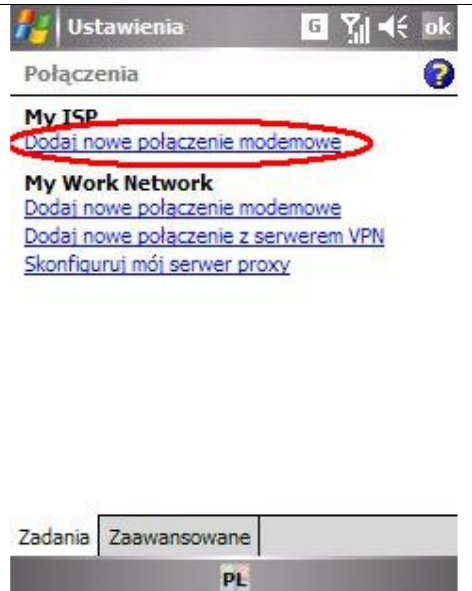 Ustawienia G ok
Połączenia ?
My ISP
Dodaj nowe połączenie modemowe
My Work Network
Dodaj nowe połączenie modemowe
Dodaj nowe połączenie z serwerem VPN
Skonfiguruj mój serwer proxy
Zadania Zaawansowane
PL